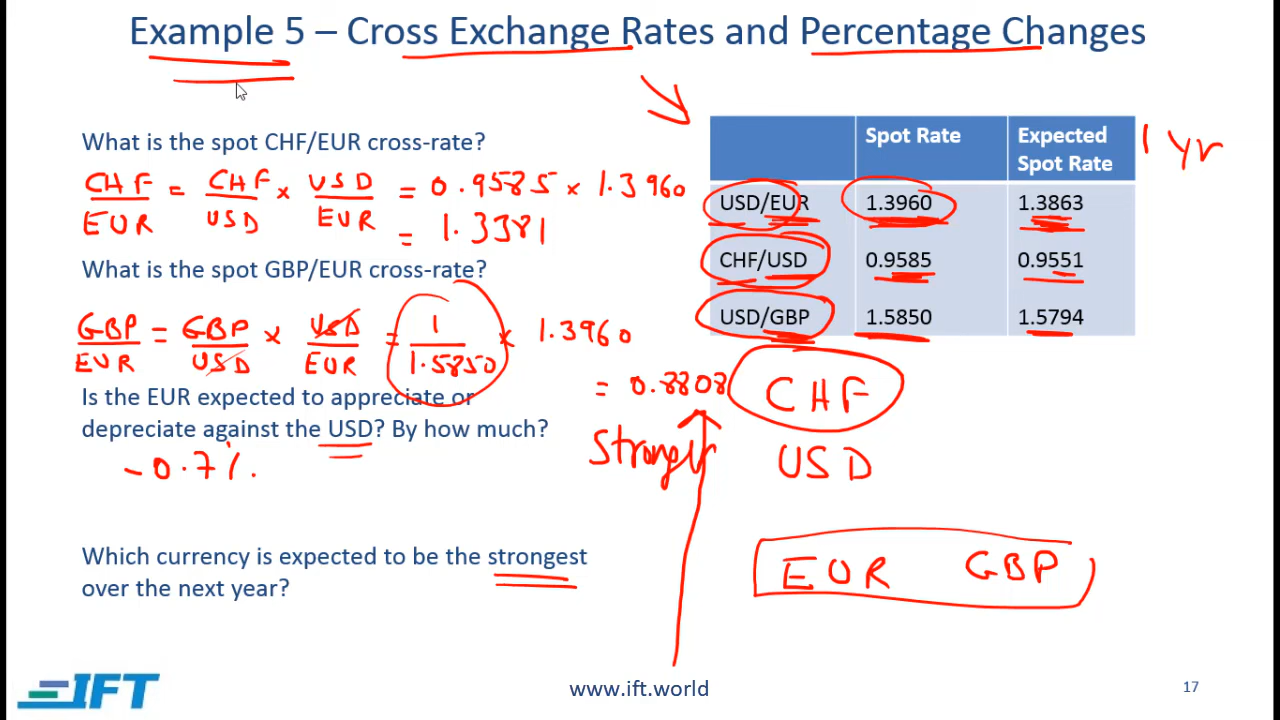 Example 5 – Cross Exchange Rates and Percentage Changes
What is the spot CHF/EUR cross-rate?
CHF/EUR = CHF/USD × USD/EUR = 0.9585 × 1.3960
= 1.3381
What is the spot GBP/EUR cross-rate?
GBP/EUR = GBP/USD × USD/EUR = 1/1.5850 × 1.3960
= 0.8808
Is the EUR expected to appreciate or
depreciate against the USD? By how much?
-0.7%.
Which currency is expected to be the strongest
over the next year?
Spot Rate Expected Spot Rate 1 yr
USD/EUR 1.3960 1.3863
CHF/USD 0.9585 0.9551
USD/GBP 1.5850 1.5794
CHF
Stronger USD
EUR GBP
IFT
www.ift.world
17